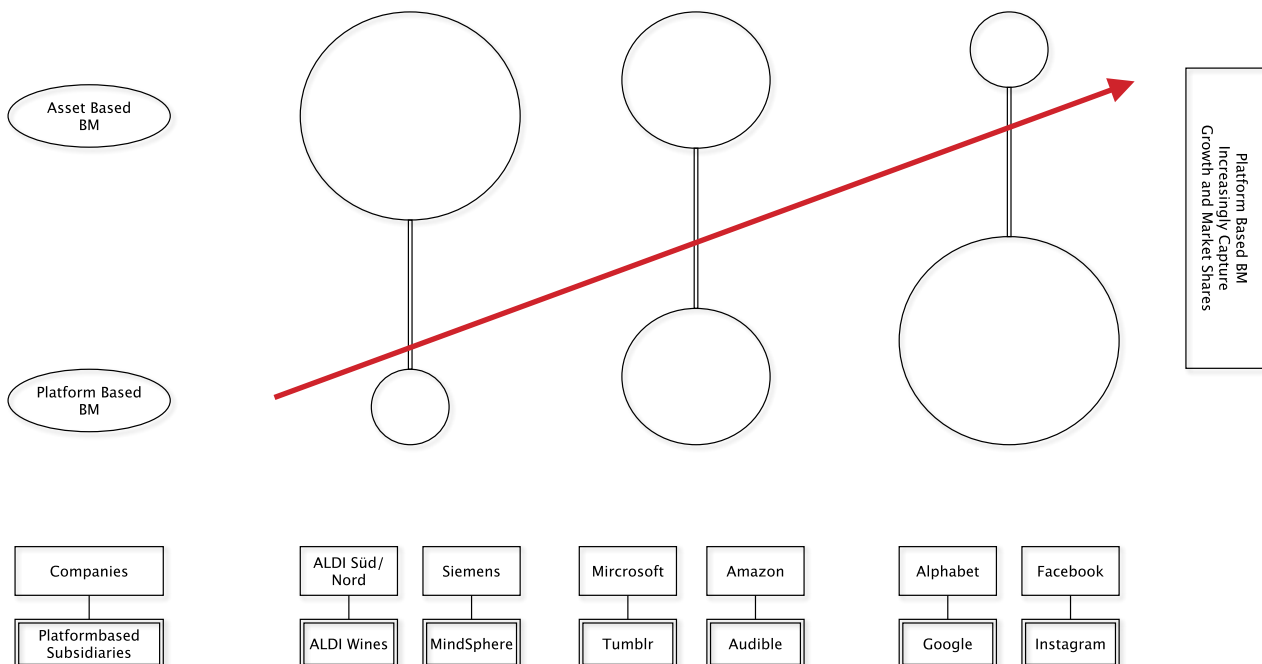 Asset Based
BM
Platform Based BM
Increasingly Capture
Growth and Market Shares
Platform Based
BM
Companies
ALDI Süd/
Nord
Siemens
Mircrosoft
Amazon
Alphabet
Facebook
Platformbased
Subsidiaries
ALDI Wines
MindSphere
Tumblr
Audible
Google
Instagram